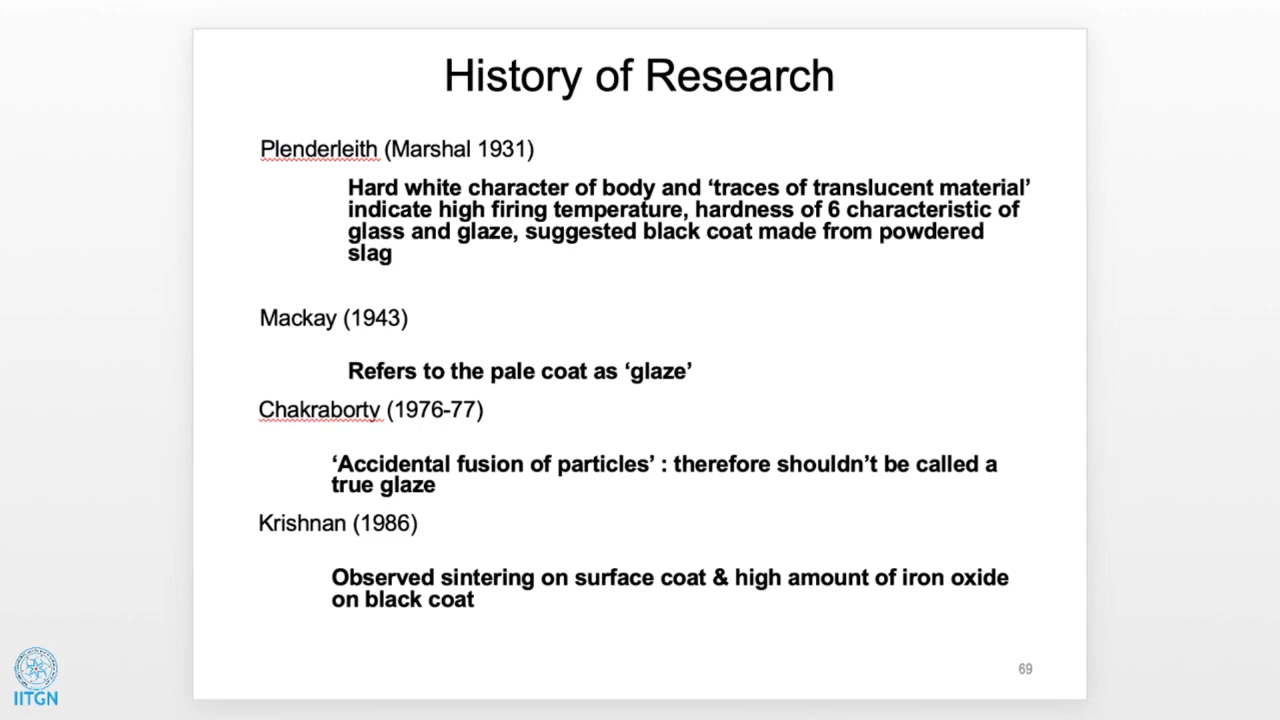 History of Research
Plenderleith (Marshal 1931)
Hard white character of body and ‘traces of translucent material’
indicate high firing temperature, hardness of 6 characteristic of
glass and glaze, suggested black coat made from powdered
slag
Mackay (1943)
Refers to the pale coat as ‘glaze’
Chakraborty (1976-77)
‘Accidental fusion of particles’ : therefore shouldn’t be called a
true glaze
Krishnan (1986)
Observed sintering on surface coat & high amount of iron oxide
on black coat
69
IITGN